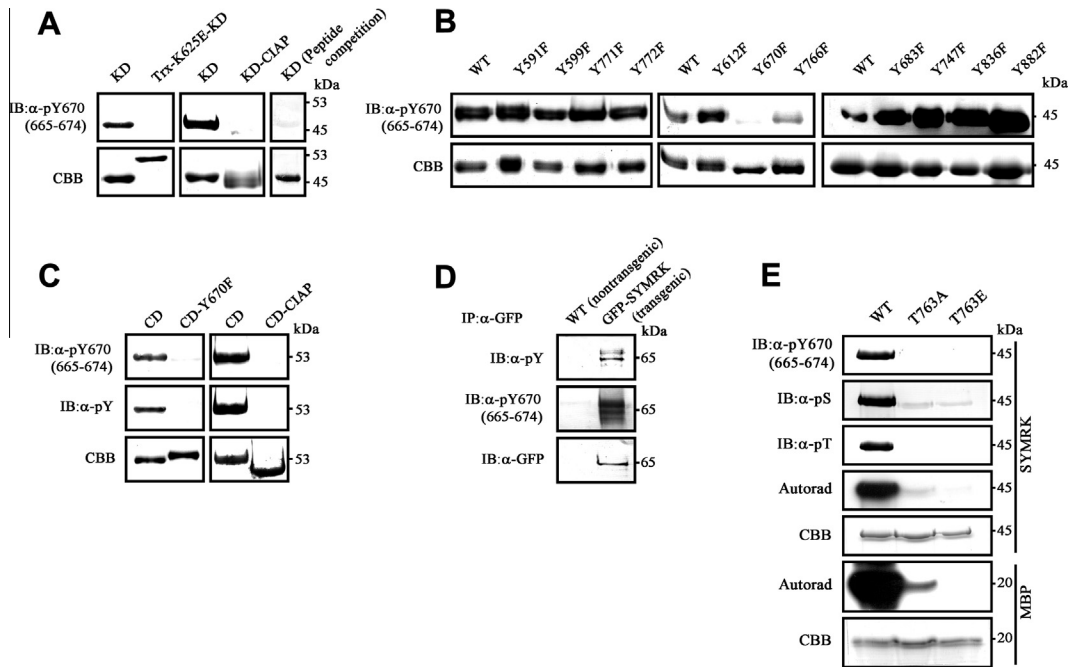 A
KD
Trx-K625E-KD
KD
KD-CIAP
KD (Peptide competition)
kDa
IB:α-pY670
(665-674)
53
45
CBB
53
45
B
WT
Y591F
Y599F
Y771F
Y772F
WT
Y612F
Y670F
Y766F
WT
Y683F
Y747F
Y836F
Y882F
kDa
IB:α-pY670
(665-674)
45
CBB
45
C
CD
CD-Y670F
CD
CD-CIAP
kDa
IB:α-pY670
(665-674)
53
IB:α-pY
53
CBB
53
D
IP:α-GFP
WT (nontransgenic)
GFP-SYMRK
(transgenic)
kDa
IB:α-pY
65
IB:α-pY670
(665-674)
65
IB:α-GFP
65
E
WT
T763A
T763E
kDa
IB:α-pY670
(665-674)
45
IB:α-pS
45
IB:α-pT
45
Autorad
45
CBB
45
SYMRK
Autorad
20
CBB
20
MBP